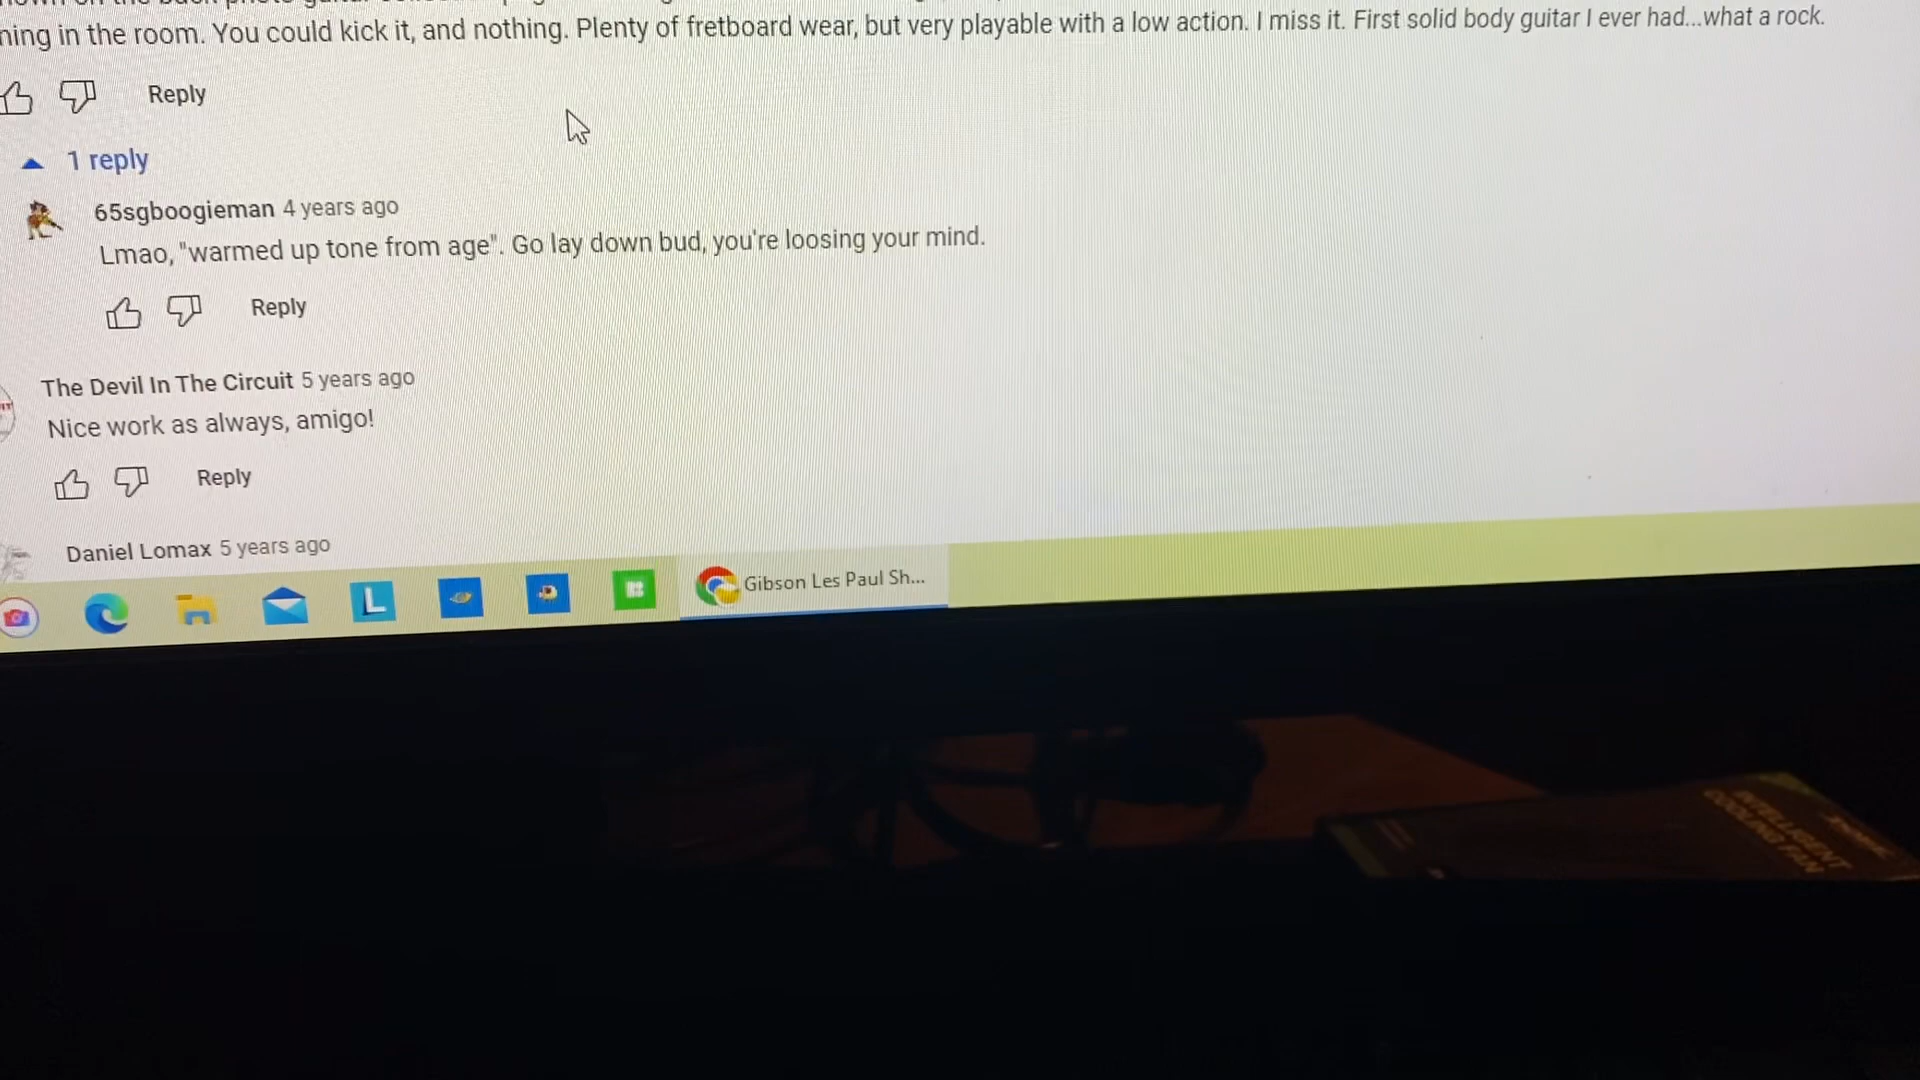 ning in the room. You could kick it, and nothing. Plenty of fretboard wear, but very playable with a low action. I miss it. First solid body guitar I ever had...what a rock.
Reply
1 reply
65sgboogieman 4 years ago
Lmao, "warmed up tone from age". Go lay down bud, you're loosing your mind.
Reply
The Devil In The Circuit 5 years ago
Nice work as always, amigo!
Reply
Daniel Lomax 5 years ago
L
Gibson Les Paul Sh...
INTELLIGENT
COOLING FAN